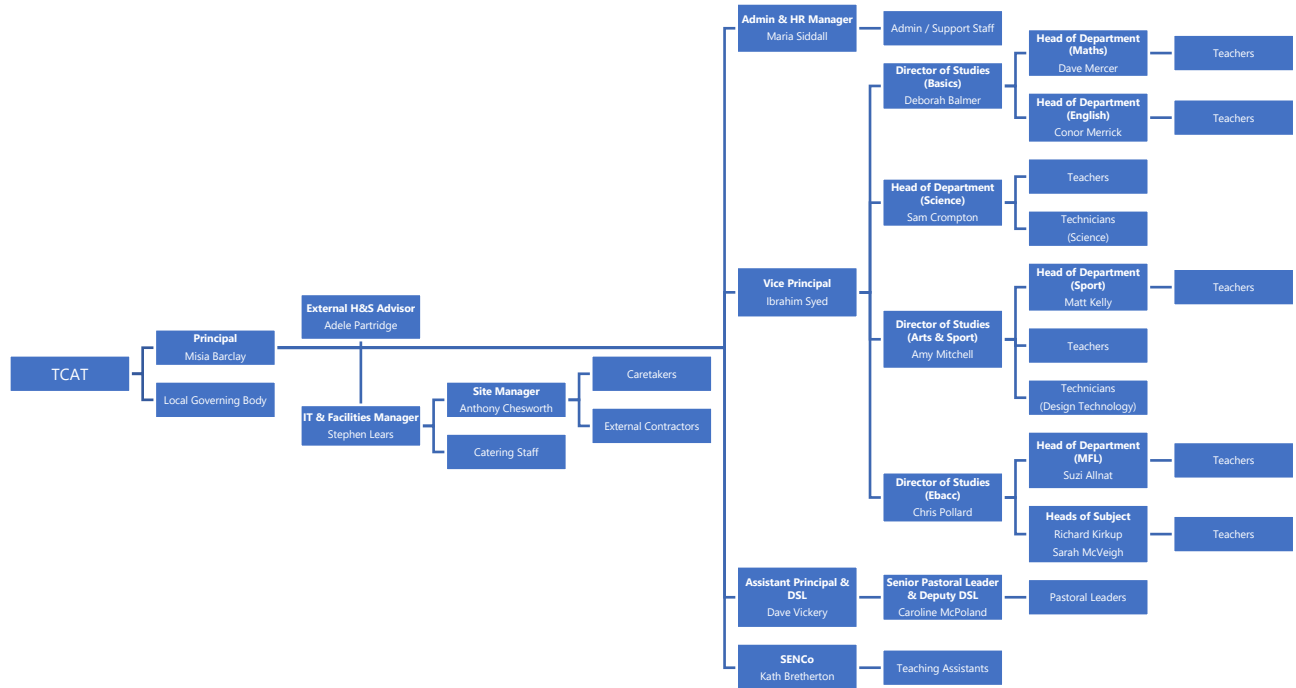 TCAT
Principal
Misia Barclay
Local Governing Body
External H&S Advisor
Adele Partridge
IT & Facilities Manager
Stephen Lears
Site Manager
Anthony Chesworth
Catering Staff
Caretakers
External Contractors
Admin & HR Manager
Maria Siddall
Admin / Support Staff
Vice Principal
Ibrahim Syed
Director of Studies
(Basics)
Deborah Balmer
Head of Department
(Maths)
Dave Mercer
Teachers
Head of Department
(English)
Conor Merrick
Teachers
Head of Department
(Science)
Sam Crompton
Teachers
Technicians
(Science)
Director of Studies
(Arts & Sport)
Amy Mitchell
Head of Department
(Sport)
Matt Kelly
Teachers
Teachers
Technicians
(Design Technology)
Director of Studies
(Ebacc)
Chris Pollard
Head of Department
(MFL)
Suzi Allnat
Teachers
Heads of Subject
Richard Kirkup
Sarah McVeigh
Teachers
Assistant Principal &
DSL
Dave Vickery
Senior Pastoral Leader
& Deputy DSL
Caroline McPoland
Pastoral Leaders
SENCo
Kath Bretherton
Teaching Assistants